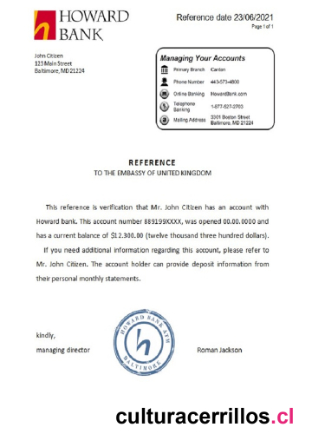 HOWARD
BANK
Reference date 23/06/2021
Page 1 of 1
John Citizen
123 Main Street
Baltimore, MD 21224
Managing Your Accounts
Primary Branch Canton
Phone Number 443-573-4800
Online Banking HowardBank.com
Telephone Banking 1-877-527-2703
Mailing Address 3301 Boston Street
Baltimore, MD 21224
REFERENCE
TO THE EMBASSY OF UNITED KINGDOM
This reference is verification that Mr. John Citizen has an account with
Howard bank. This account number 889199XXXX, was opened 00.00.0000 and
has a current balance of $12.300.00 (twelve thousand three hundred dollars).
If you need additional information regarding this account, please refer to
Mr. John Citizen. The account holder can provide deposit information from
their personal monthly statements.
kindly,
managing director
HOWARD BANK
BALTIMORE
Roman Jackson
culturacerrillos.cl